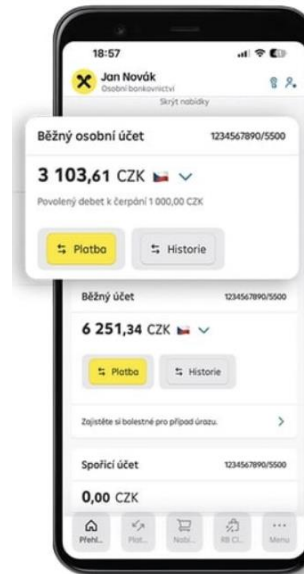 18:57
Jan Novák
Osobní bankovnictví
Skrýt nabídky
Běžný osobní účet 1234567890/5500
3 103,61 CZK
Povolený debet k čerpání 1 000,00 CZK
Platba Historie
Běžný účet 1234567890/5500
6 251,34 CZK
Platba Historie
Zajistěte si bolestné pro případ úrazu.
Spořicí účet 1234567890/5500
0,00 CZK
Přehl... Plat... Nabí... RB Cl... Menu